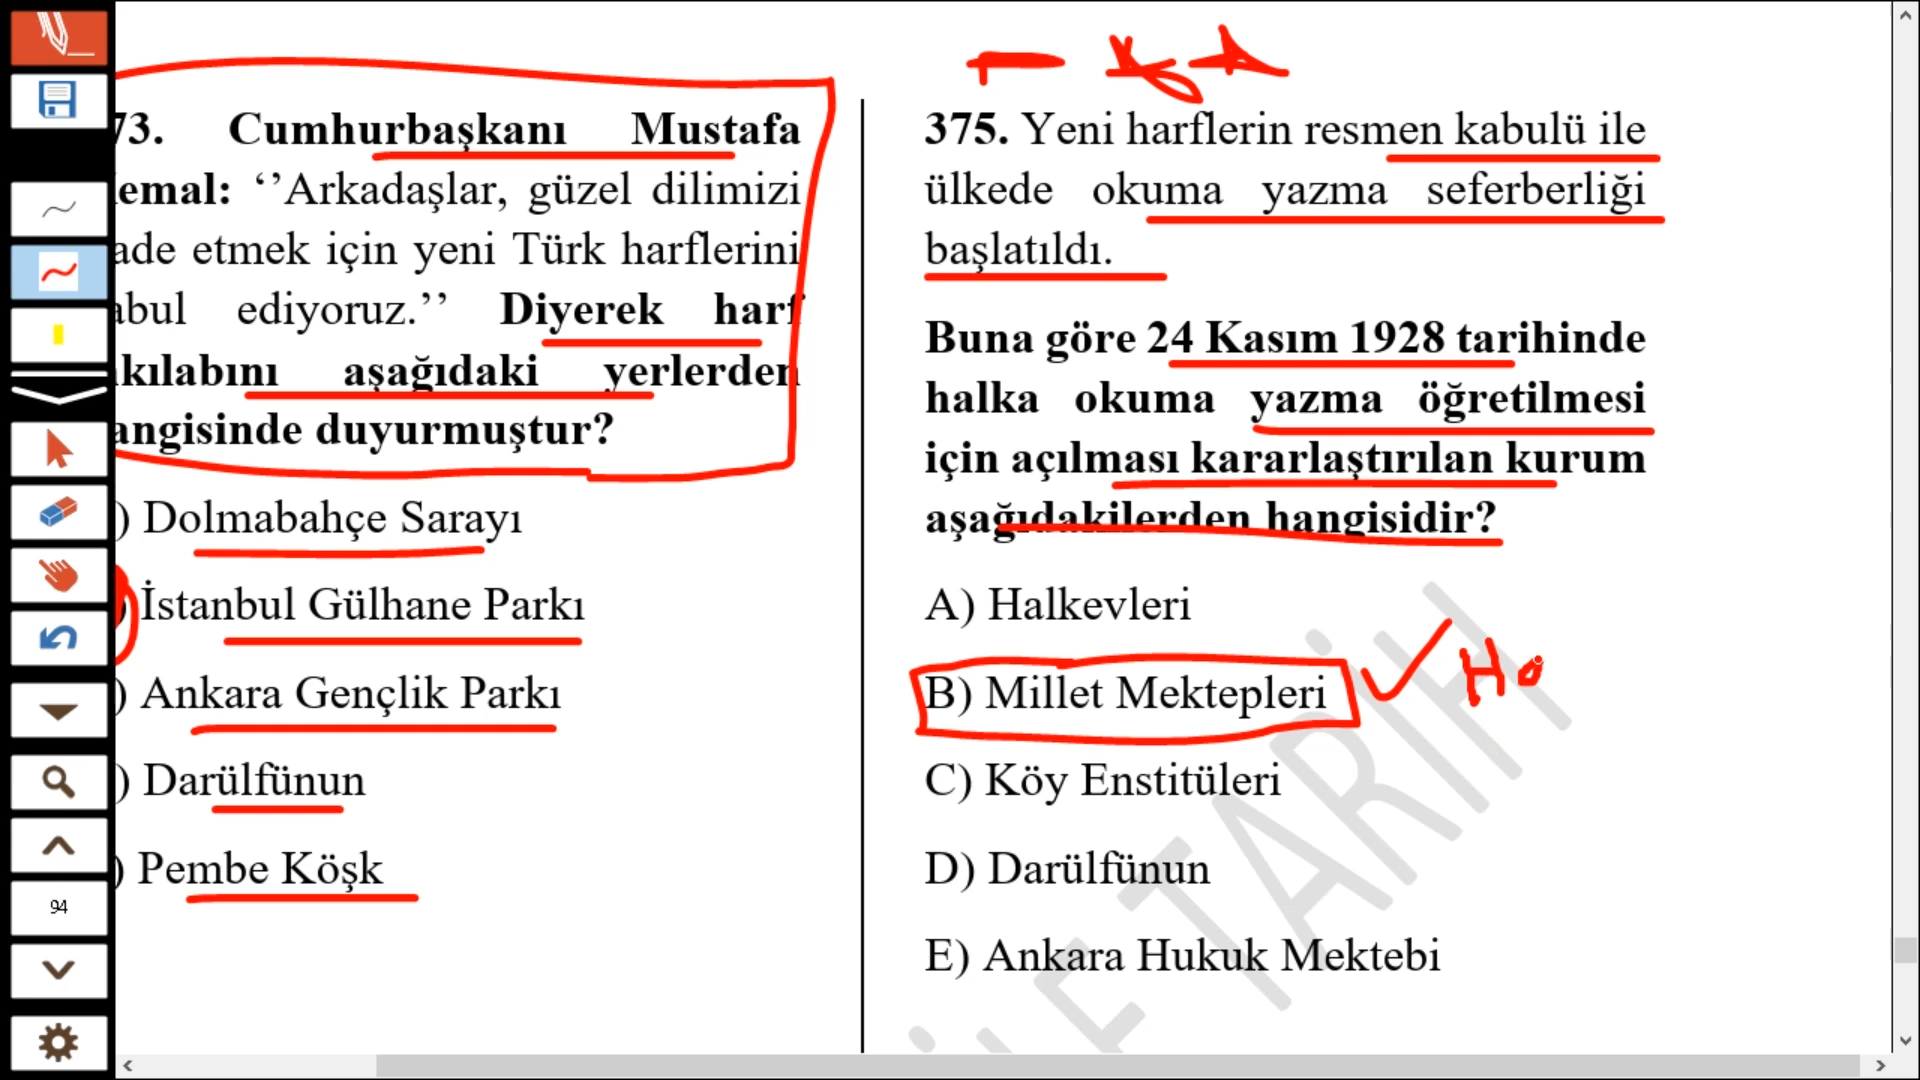 73. Cumhurbaşkanı Mustafa
emal: ‘’Arkadaşlar, güzel dilimizi
ade etmek için yeni Türk harflerini
abul ediyoruz.’’ Diyerek harf
kılabını aşağıdaki yerlerden
angisinde duyurmuştur?
) Dolmabahçe Sarayı
) İstanbul Gülhane Parkı
) Ankara Gençlik Parkı
) Darülfünun
) Pembe Köşk
375. Yeni harflerin resmen kabulü ile
ülkede okuma yazma seferberliği
başlatıldı.
Buna göre 24 Kasım 1928 tarihinde
halka okuma yazma öğretilmesi
için açılması kararlaştırılan kurum
aşağıdakilerden hangisidir?
A) Halkevleri
B) Millet Mektepleri
Ha
C) Köy Enstitüleri
D) Darülfünun
E) Ankara Hukuk Mektebi
İLE TARİH
94